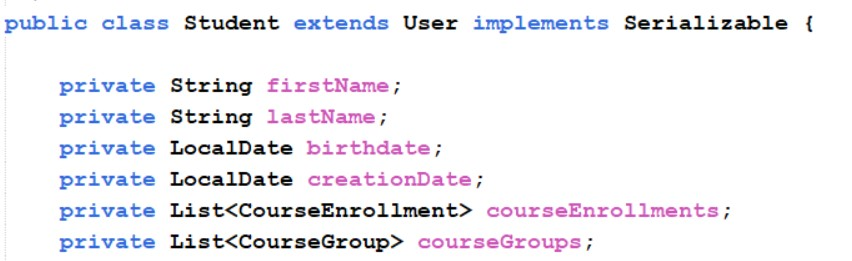 public class Student extends User implements Serializable {
private String firstName;
private String lastName;
private LocalDate birthdate;
private LocalDate creationDate;
private List<CourseEnrollment> courseEnrollments;
private List<CourseGroup> courseGroups;